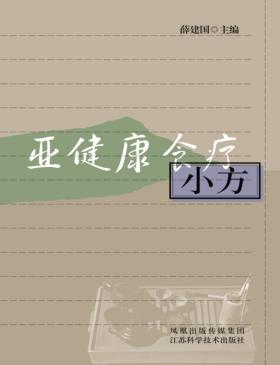 薛建国◎主编
亚健康食疗
小方
凤凰出版传媒集团
江苏科学技术出版社